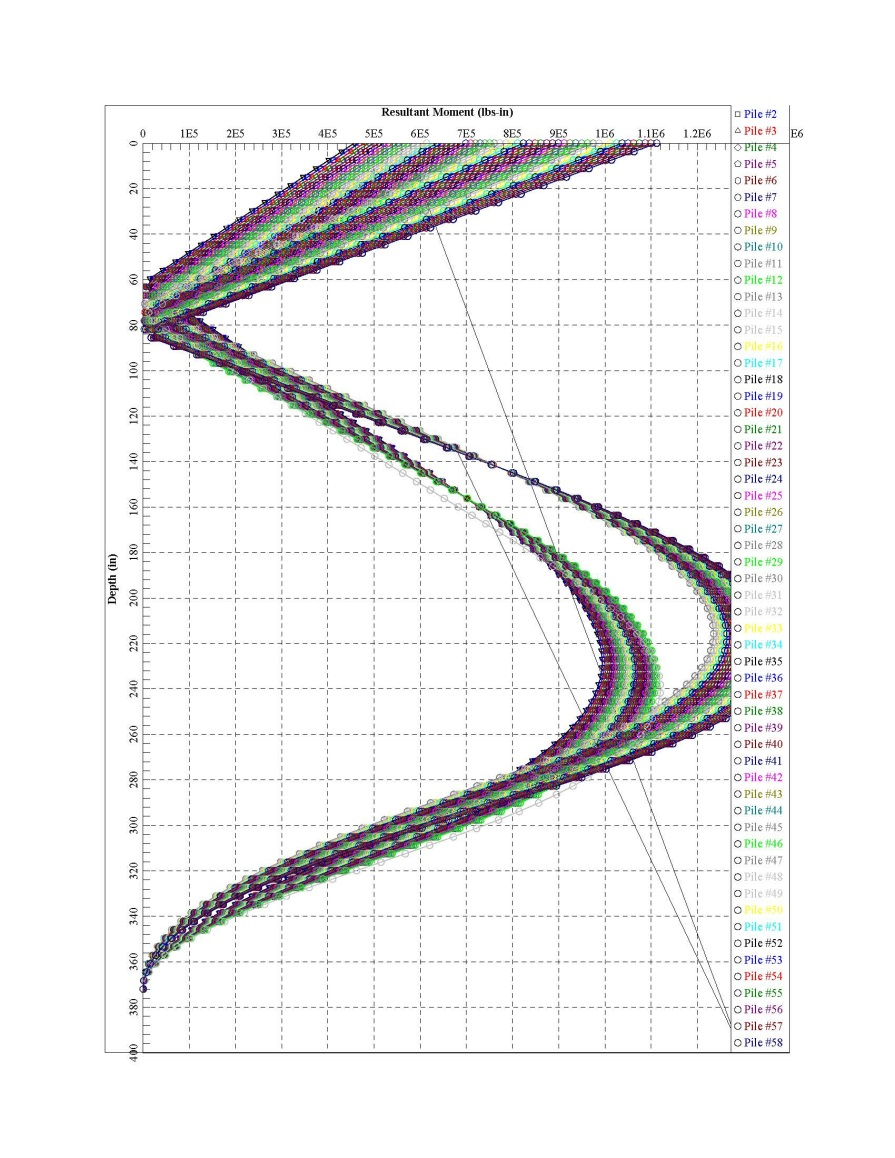 Resultant Moment (lbs-in)
0 1E5 2E5 3E5 4E5 5E5 6E5 7E5 8E5 9E5 1E6 1.1E6 1.2E6 E6
Depth (in)
0
20
40
60
80
100
120
140
160
180
200
220
240
260
280
300
320
340
360
380
400
Pile #2
Pile #3
Pile #4
Pile #5
Pile #6
Pile #7
Pile #8
Pile #9
Pile #10
Pile #11
Pile #12
Pile #13
Pile #14
Pile #15
Pile #16
Pile #17
Pile #18
Pile #19
Pile #20
Pile #21
Pile #22
Pile #23
Pile #24
Pile #25
Pile #26
Pile #27
Pile #28
Pile #29
Pile #30
Pile #31
Pile #32
Pile #33
Pile #34
Pile #35
Pile #36
Pile #37
Pile #38
Pile #39
Pile #40
Pile #41
Pile #42
Pile #43
Pile #44
Pile #45
Pile #46
Pile #47
Pile #48
Pile #49
Pile #50
Pile #51
Pile #52
Pile #53
Pile #54
Pile #55
Pile #56
Pile #57
Pile #58